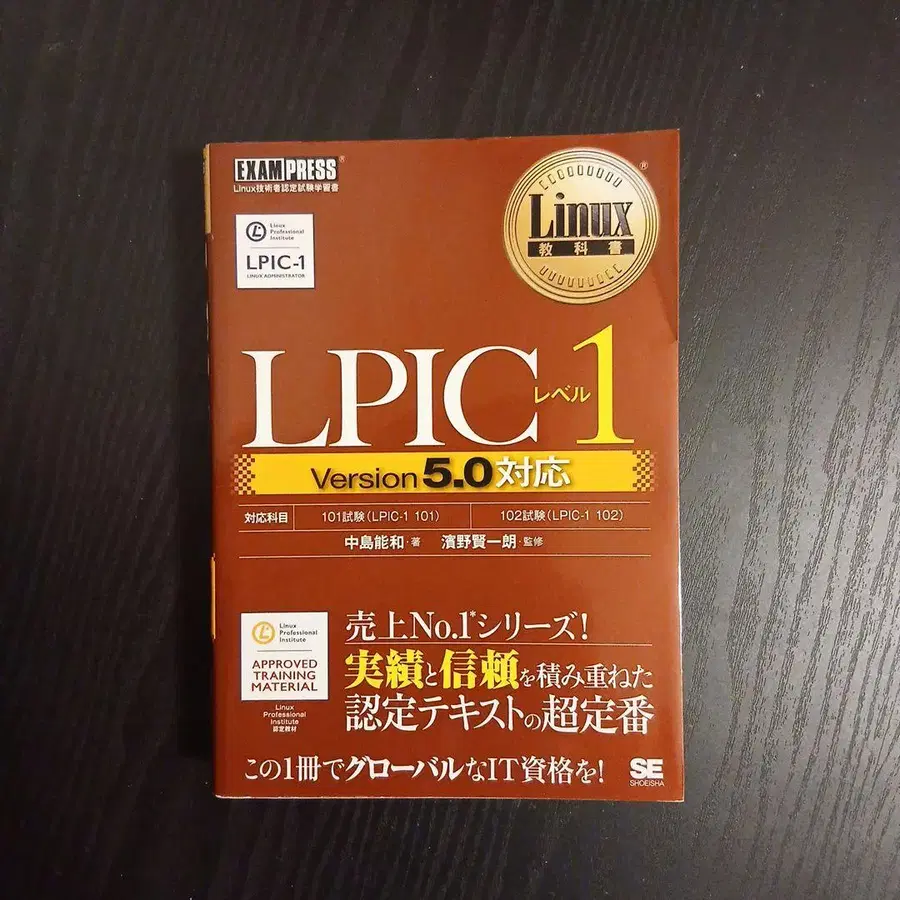 EXAMPRESS®
Linux技術者認定試験学習書
Linux
Professional
Institute
LPIC-1
LINUX ADMINISTRATOR
Linux
教科書
®
LPIC レベル 1
Version 5.0 対応
対応科目 101試験（LPIC-1 101） 102試験（LPIC-1 102）
中島能和・著 濱野賢一朗・監修
Linux
Professional
Institute
APPROVED
TRAINING
MATERIAL
Linux
Professional
Institute
認定教材
売上No.1*シリーズ!
実績と信頼を積み重ねた
認定テキストの超定番
この1冊でグローバルなIT資格を!
SE
SHOEISHA